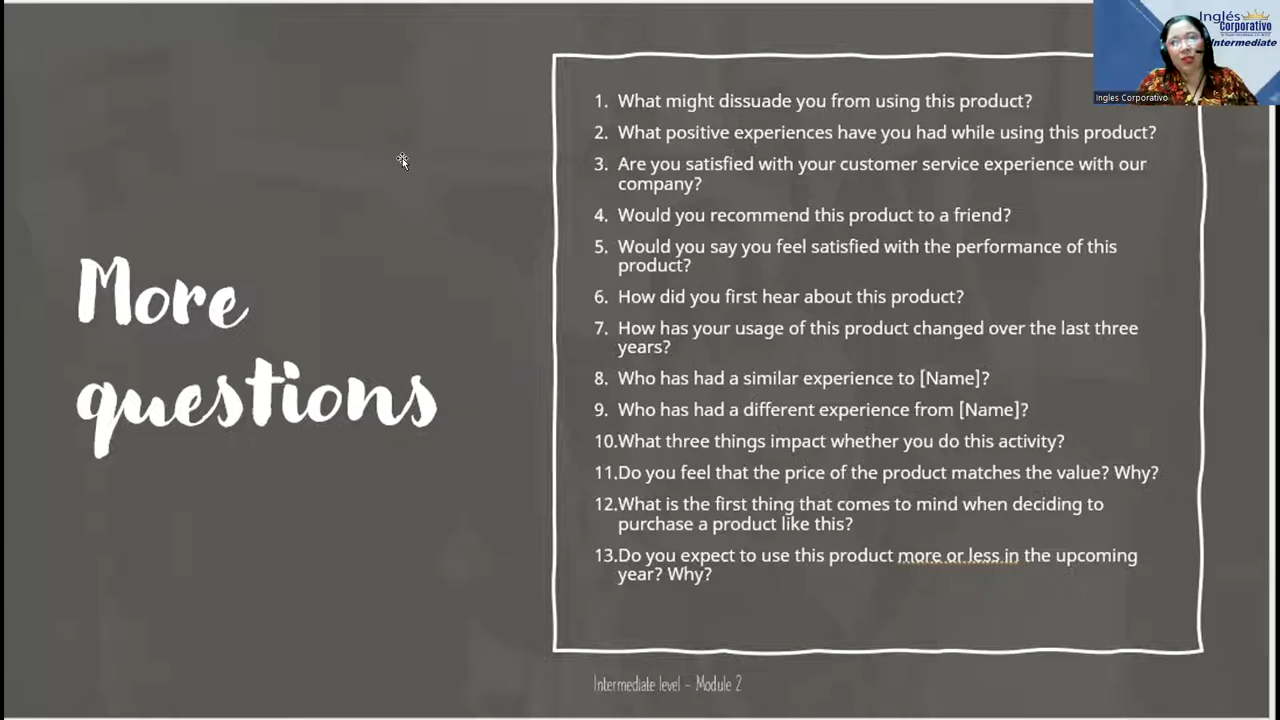 Inglés
Corporativo
Intermediate
Ingles Corporativo
More
questions
1. What might dissuade you from using this product?
2. What positive experiences have you had while using this product?
3. Are you satisfied with your customer service experience with our
company?
4. Would you recommend this product to a friend?
5. Would you say you feel satisfied with the performance of this
product?
6. How did you first hear about this product?
7. How has your usage of this product changed over the last three
years?
8. Who has had a similar experience to [Name]?
9. Who has had a different experience from [Name]?
10.What three things impact whether you do this activity?
11.Do you feel that the price of the product matches the value? Why?
12.What is the first thing that comes to mind when deciding to
purchase a product like this?
13.Do you expect to use this product more or less in the upcoming
year? Why?
Intermediate level - Module 2